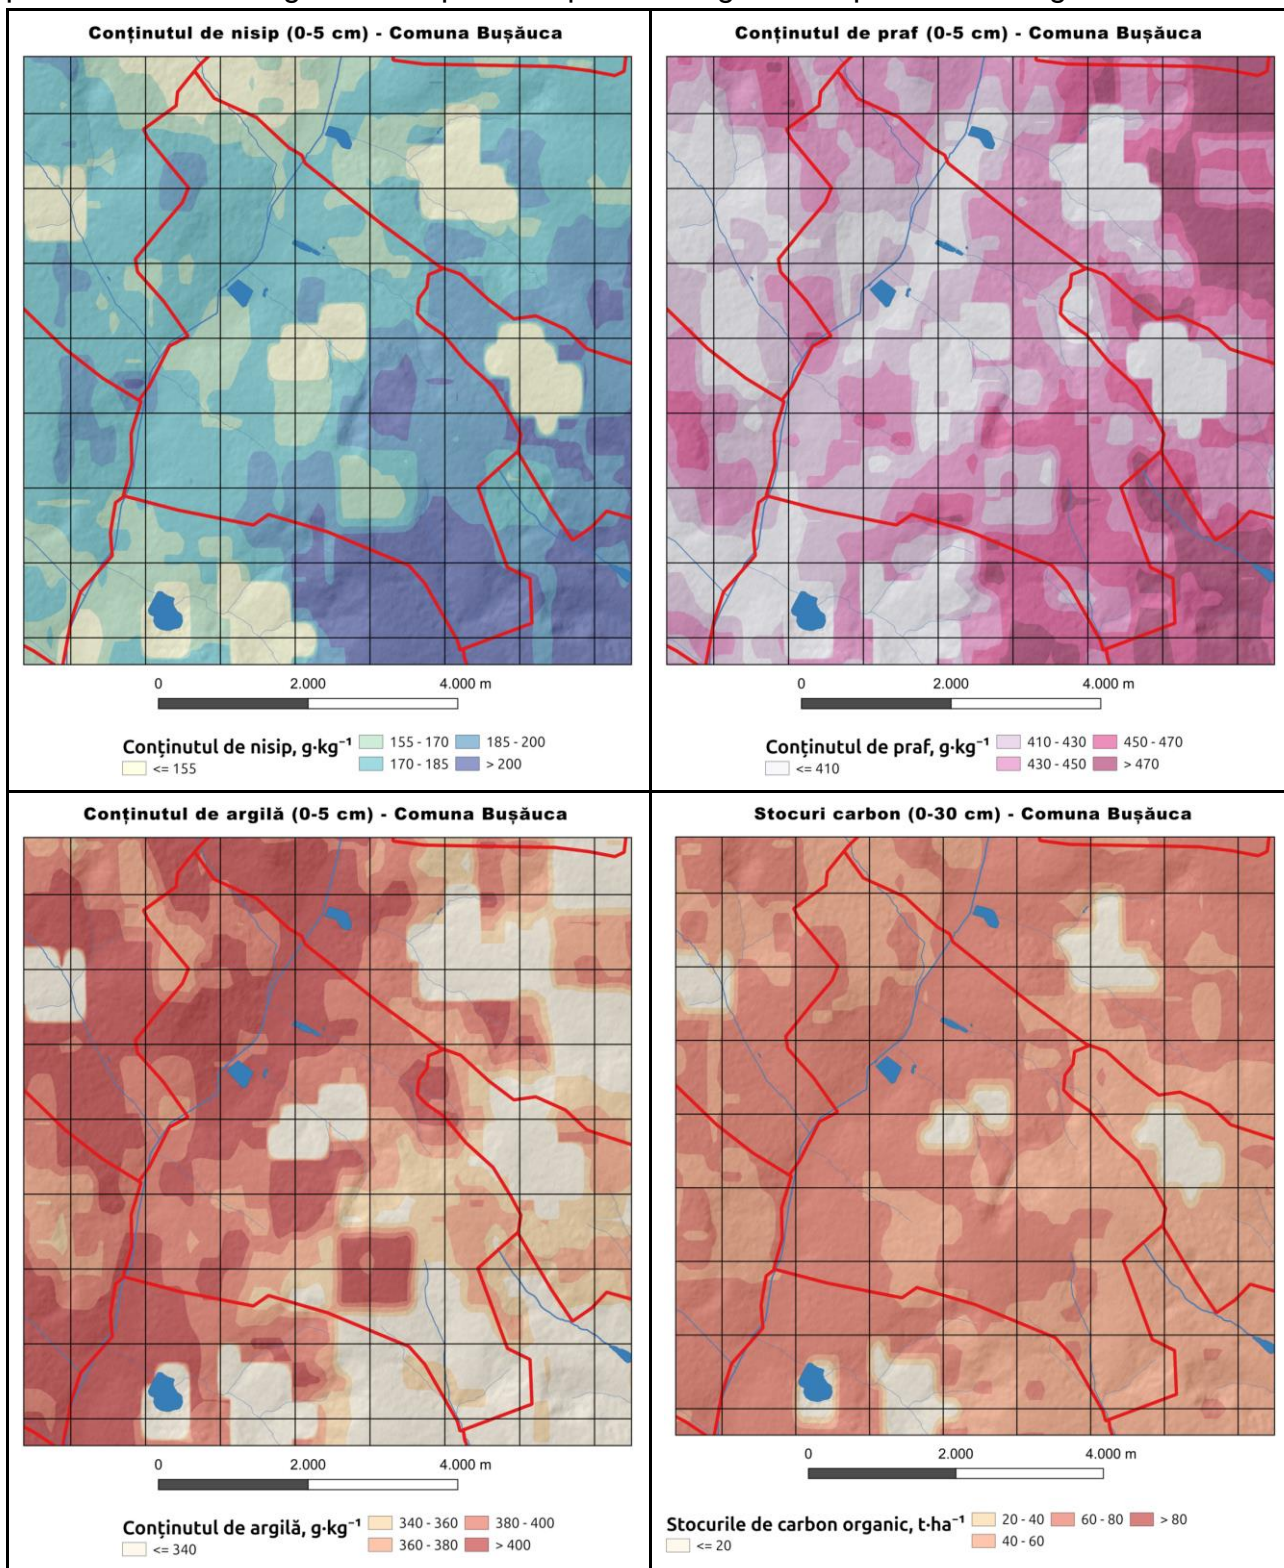 Conținutul de nisip (0-5 cm) - Comuna Bușăuca
0 2.000 4.000 m
Conținutul de nisip, g·kg⁻¹
<= 155
155 - 170
170 - 185
185 - 200
> 200
Conținutul de praf (0-5 cm) - Comuna Bușăuca
0 2.000 4.000 m
Conținutul de praf, g·kg⁻¹
<= 410
410 - 430
430 - 450
450 - 470
> 470
Conținutul de argilă (0-5 cm) - Comuna Bușăuca
0 2.000 4.000 m
Conținutul de argilă, g·kg⁻¹
<= 340
340 - 360
360 - 380
380 - 400
> 400
Stocuri carbon (0-30 cm) - Comuna Bușăuca
0 2.000 4.000 m
Stocurile de carbon organic, t·ha⁻¹
<= 20
20 - 40
40 - 60
60 - 80
> 80